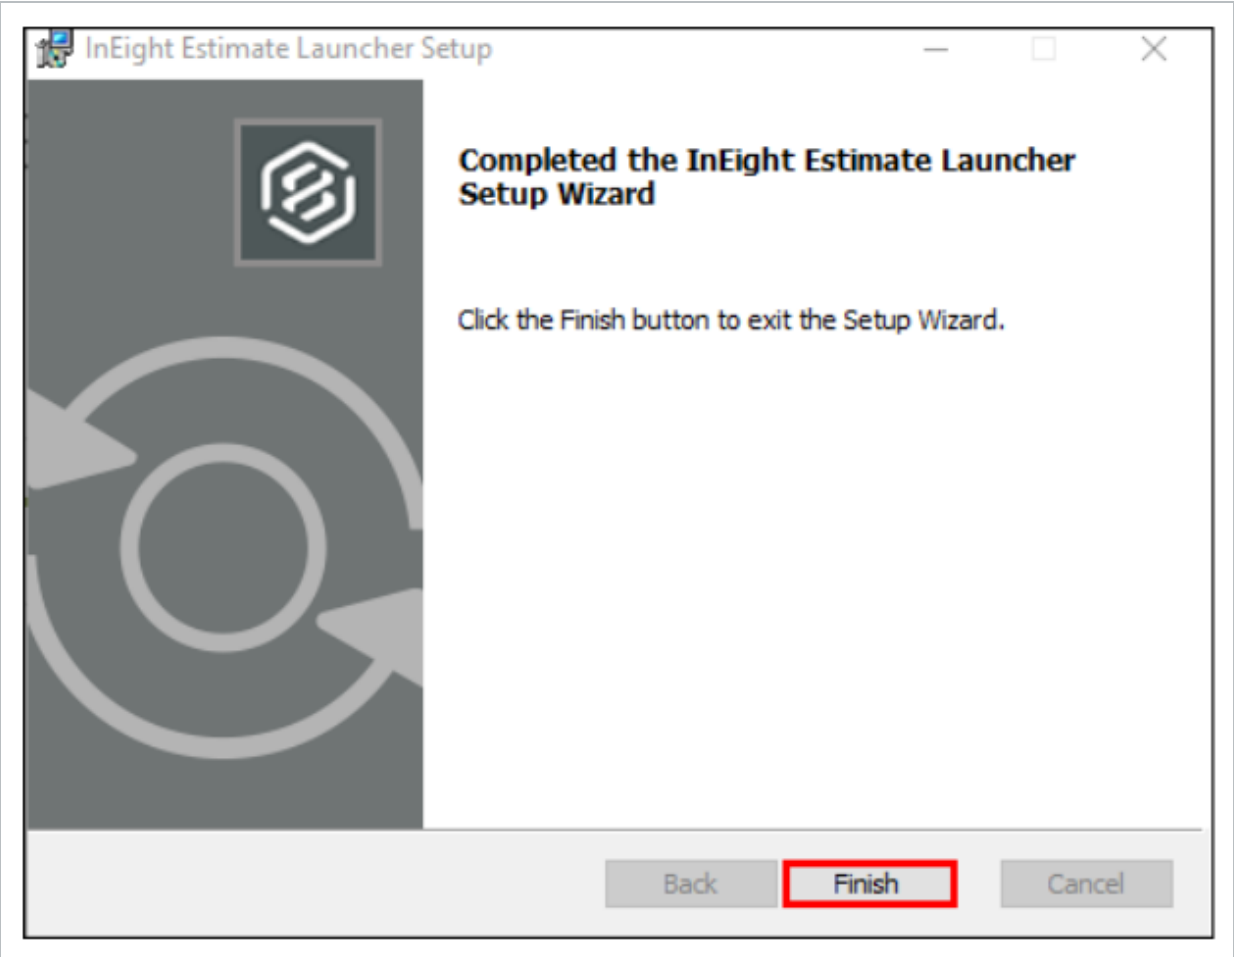 InEight Estimate Launcher Setup
Completed the InEight Estimate Launcher
Setup Wizard
Click the Finish button to exit the Setup Wizard.
Back
Finish
Cancel